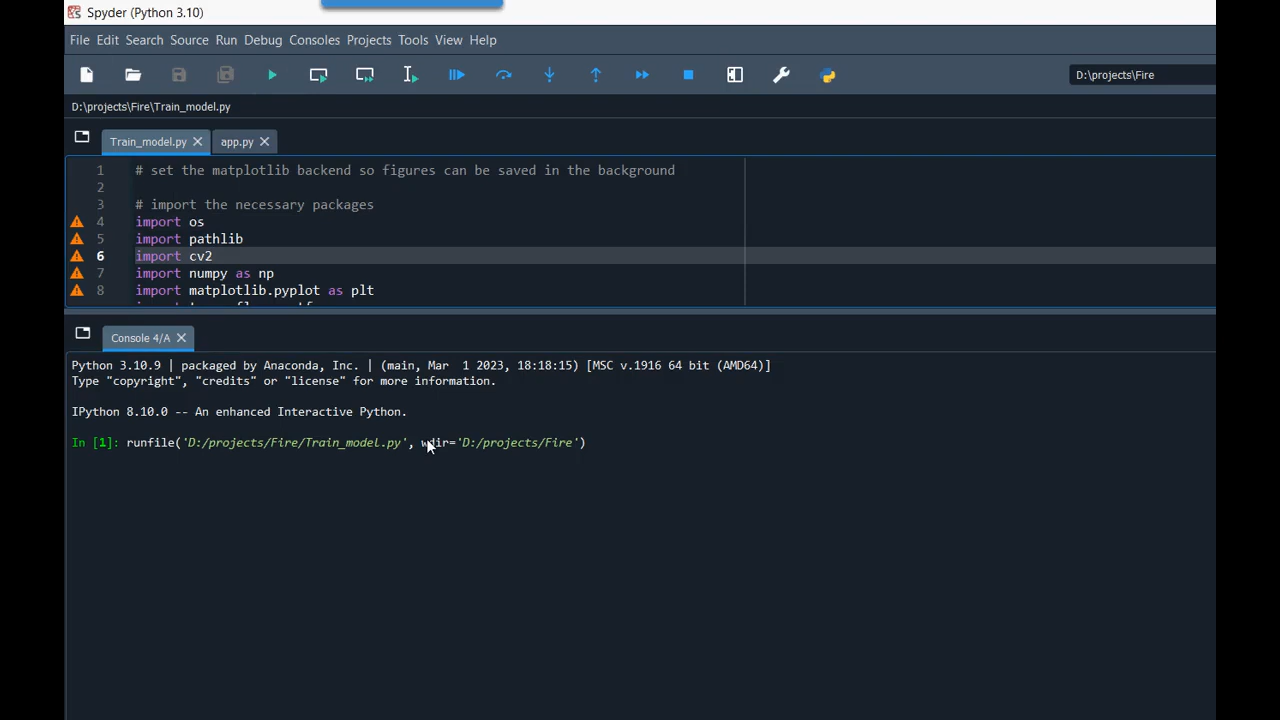 Spyder (Python 3.10)
File Edit Search Source Run Debug Consoles Projects Tools View Help
D:\projects\Fire
D:\projects\Fire\Train_model.py
Train_model.py app.py
1 # set the matplotlib backend so figures can be saved in the background
2
3 # import the necessary packages
4 import os
5 import pathlib
6 import cv2
7 import numpy as np
8 import matplotlib.pyplot as plt
Console 4/A
Python 3.10.9 | packaged by Anaconda, Inc. | (main, Mar  1 2023, 18:18:15) [MSC v.1916 64 bit (AMD64)]
Type "copyright", "credits" or "license" for more information.
IPython 8.10.0 -- An enhanced Interactive Python.
In [1]: runfile('D:/projects/Fire/Train_model.py', wdir='D:/projects/Fire')